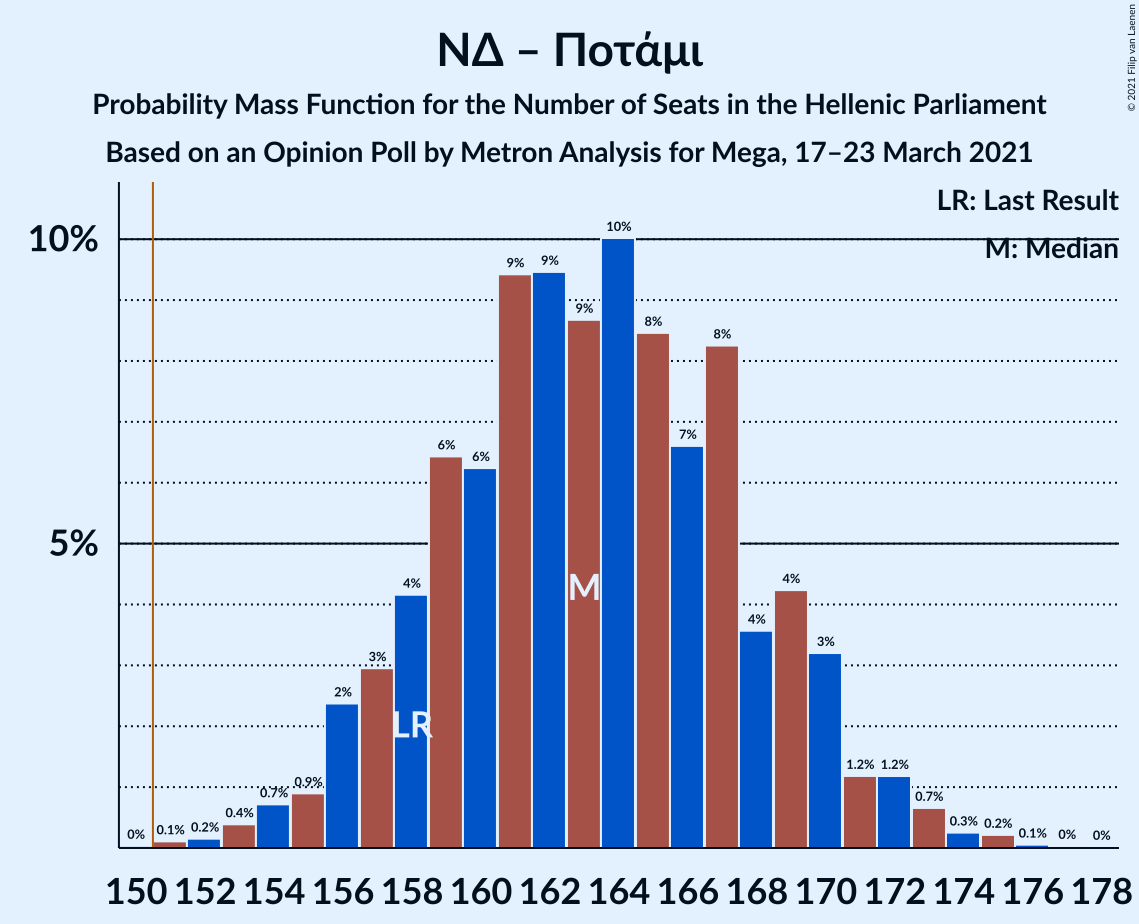 ΝΔ – Ποτάμι
Probability Mass Function for the Number of Seats in the Hellenic Parliament
Based on an Opinion Poll by Metron Analysis for Mega, 17–23 March 2021
© 2021 Filip van Laenen
LR: Last Result
M: Median
10%
5%
0% 0.1% 0.2% 0.4% 0.7% 0.9% 2% 3% 4% 6% 6% 9% 9% 9% 10% 8% 7% 8% 4% 4% 3% 1.2% 1.2% 0.7% 0.3% 0.2% 0.1% 0% 0%
M
LR
150 152 154 156 158 160 162 164 166 168 170 172 174 176 178